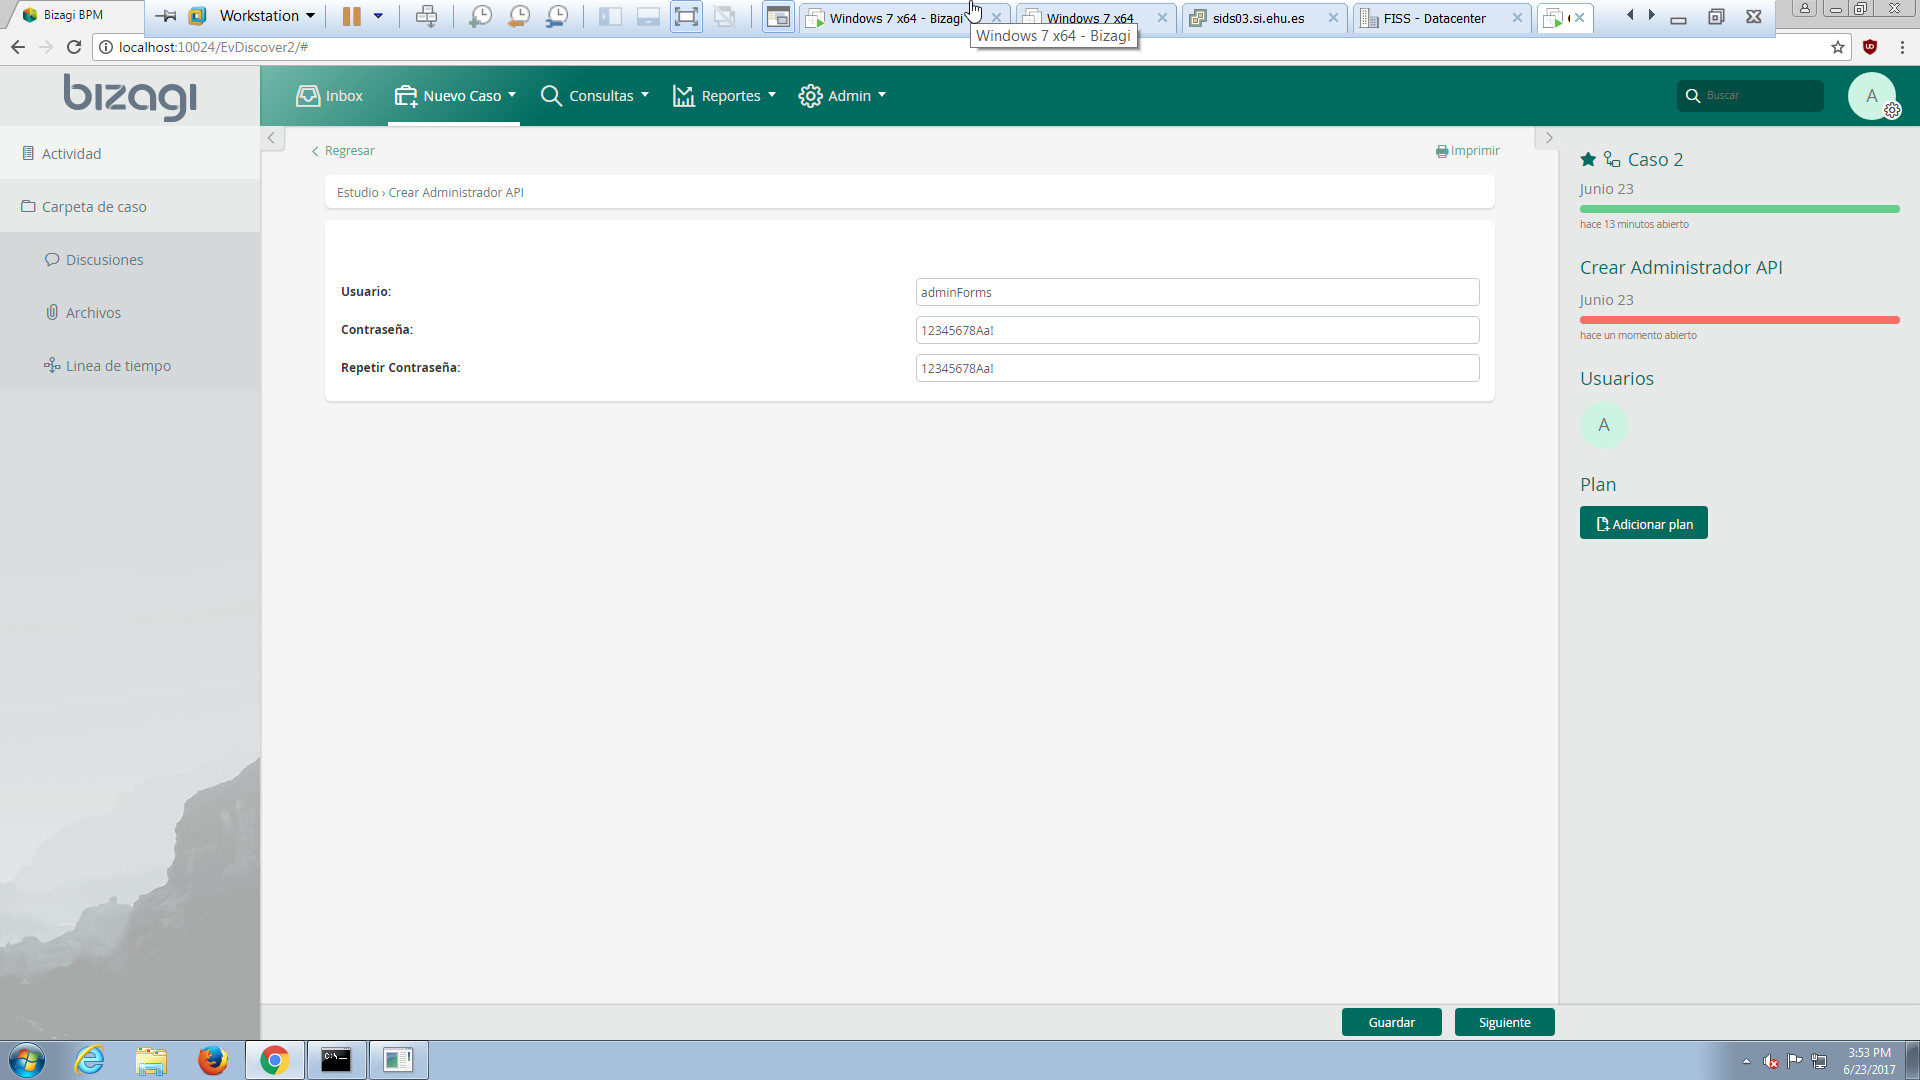 Bizagi BPM
Workstation
Windows 7 x64 - Bizagi
Windows 7 x64
sids03.si.ehu.es
FISS - Datacenter
Windows 7 x64 - Bizagi
localhost:10024/EvDiscover2/#
bizagi
Inbox
Nuevo Caso
Consultas
Reportes
Admin
Buscar
A
Actividad
Carpeta de caso
Discusiones
Archivos
Linea de tiempo
Regresar
Imprimir
Estudio › Crear Administrador API
Usuario:
adminForms
Contraseña:
12345678Aa!
Repetir Contraseña:
12345678Aa!
Caso 2
Junio 23
hace 13 minutos abierto
Crear Administrador API
Junio 23
hace un momento abierto
Usuarios
A
Plan
Adicionar plan
Guardar
Siguiente
3:53 PM
6/23/2017